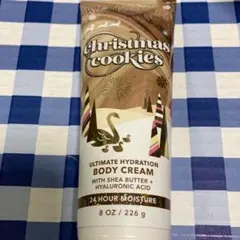 christmas
cookies
ULTIMATE HYDRATION
BODY CREAM
WITH SHEA BUTTER +
HYALURONIC ACID
24 HOUR MOISTURE
8 OZ / 226 g